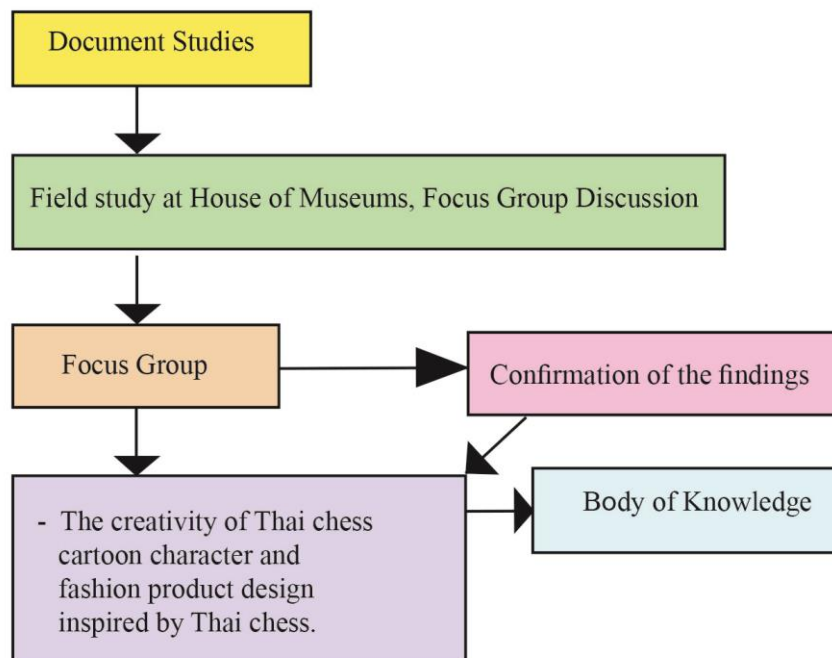 Document Studies
Field study at House of Museums, Focus Group Discussion
Focus Group
Confirmation of the findings
- The creativity of Thai chess
cartoon character and
fashion product design
inspired by Thai chess.
Body of Knowledge